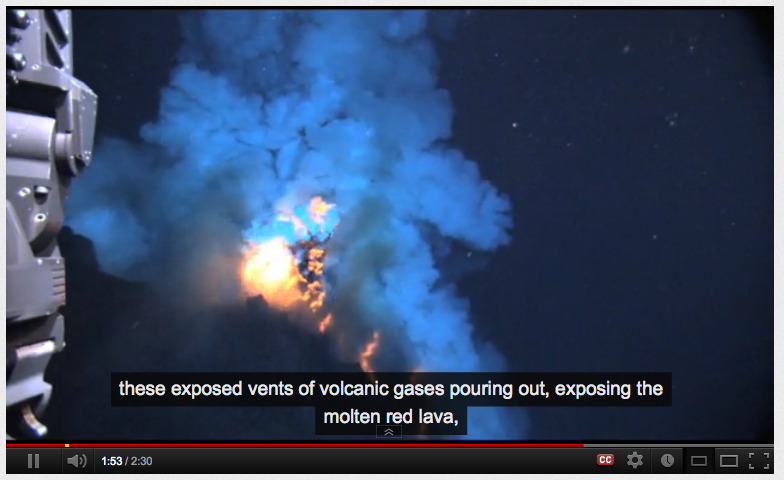 these exposed vents of volcanic gases pouring out, exposing the
molten red lava,
1:53 / 2:30
CC